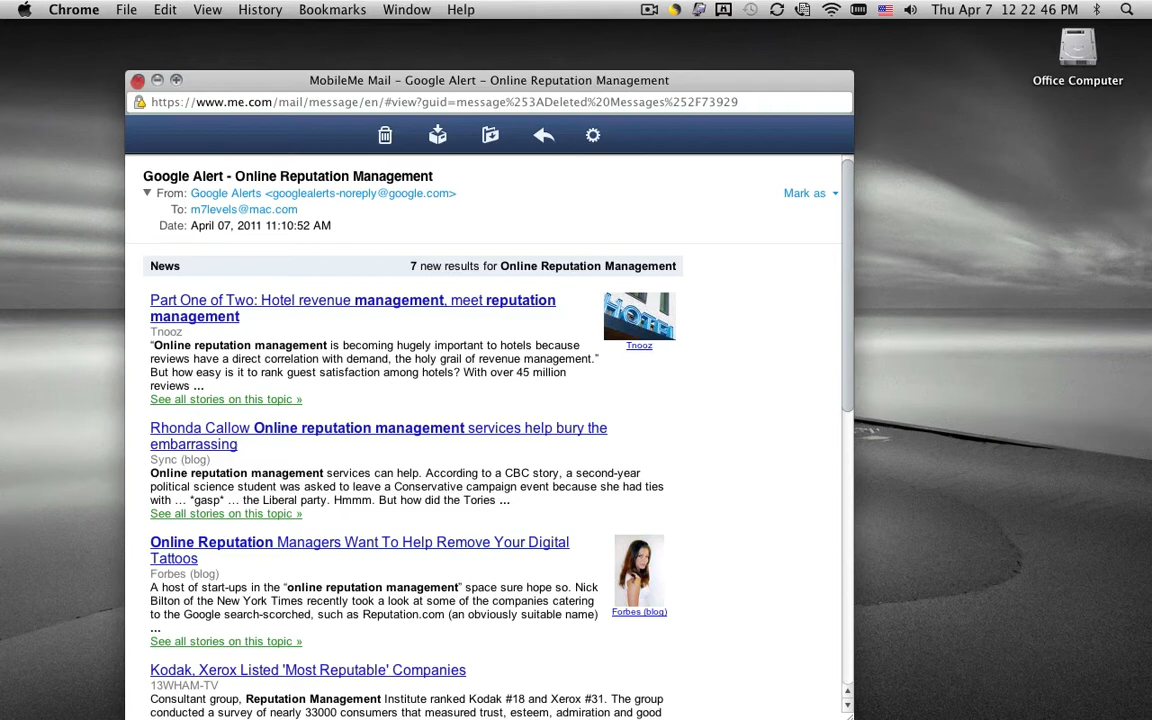 Chrome File Edit View History Bookmarks Window Help Thu Apr 7 12 22 46 PM
Office Computer
MobileMe Mail – Google Alert – Online Reputation Management
https://www.me.com/mail/message/en/#view?guid=message%253ADeleted%20Messages%252F73929
Google Alert - Online Reputation Management
From: Google Alerts <googlealerts-noreply@google.com> Mark as
To: m7levels@mac.com
Date: April 07, 2011 11:10:52 AM
News 7 new results for Online Reputation Management
Part One of Two: Hotel revenue management, meet reputation
management
Tnooz
HOTEL
Tnooz
“Online reputation management is becoming hugely important to hotels because
reviews have a direct correlation with demand, the holy grail of revenue management.”
But how easy is it to rank guest satisfaction among hotels? With over 45 million
reviews ...
See all stories on this topic »
Rhonda Callow Online reputation management services help bury the
embarrassing
Sync (blog)
Online reputation management services can help. According to a CBC story, a second-year
political science student was asked to leave a Conservative campaign event because she had ties
with … *gasp* … the Liberal party. Hmmm. But how did the Tories ...
See all stories on this topic »
Online Reputation Managers Want To Help Remove Your Digital
Tattoos
Forbes (blog)
Forbes (blog)
A host of start-ups in the “online reputation management” space sure hope so. Nick
Bilton of the New York Times recently took a look at some of the companies catering
to the Google search-scorched, such as Reputation.com (an obviously suitable name)
...
See all stories on this topic »
Kodak, Xerox Listed 'Most Reputable' Companies
13WHAM-TV
Consultant group, Reputation Management Institute ranked Kodak #18 and Xerox #31. The group
conducted a survey of nearly 33000 consumers that measured trust, esteem, admiration and good